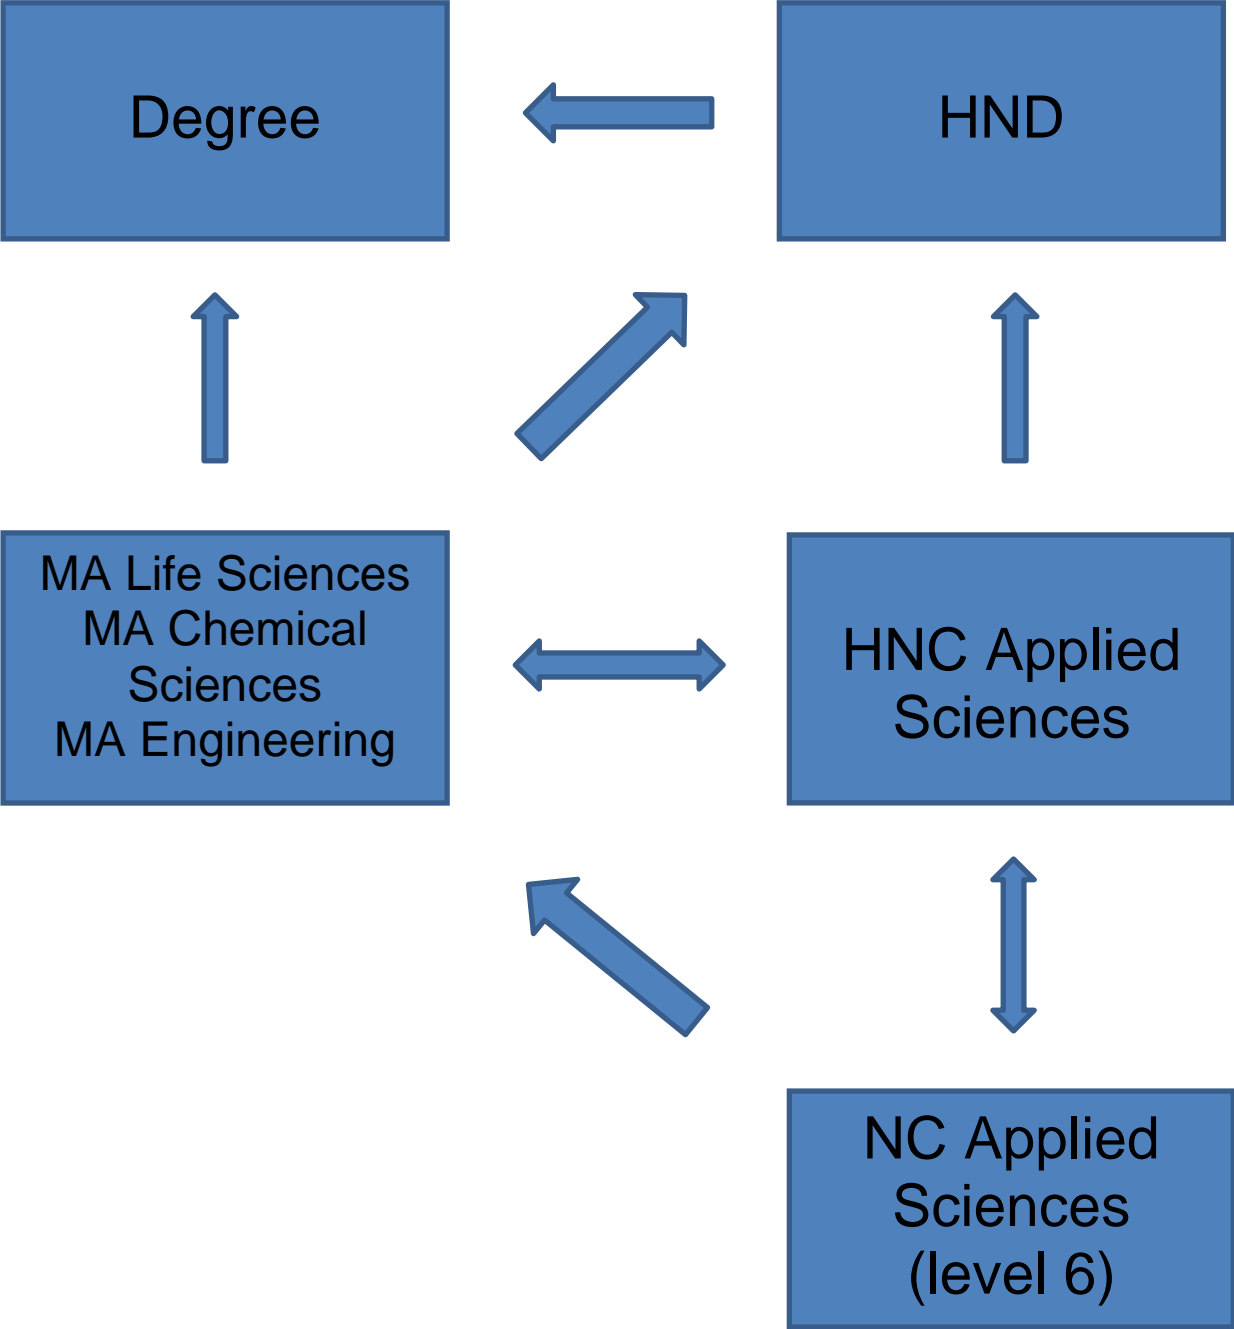 Degree
HND
MA Life Sciences
MA Chemical
Sciences
MA Engineering
HNC Applied
Sciences
NC Applied
Sciences
(level 6)